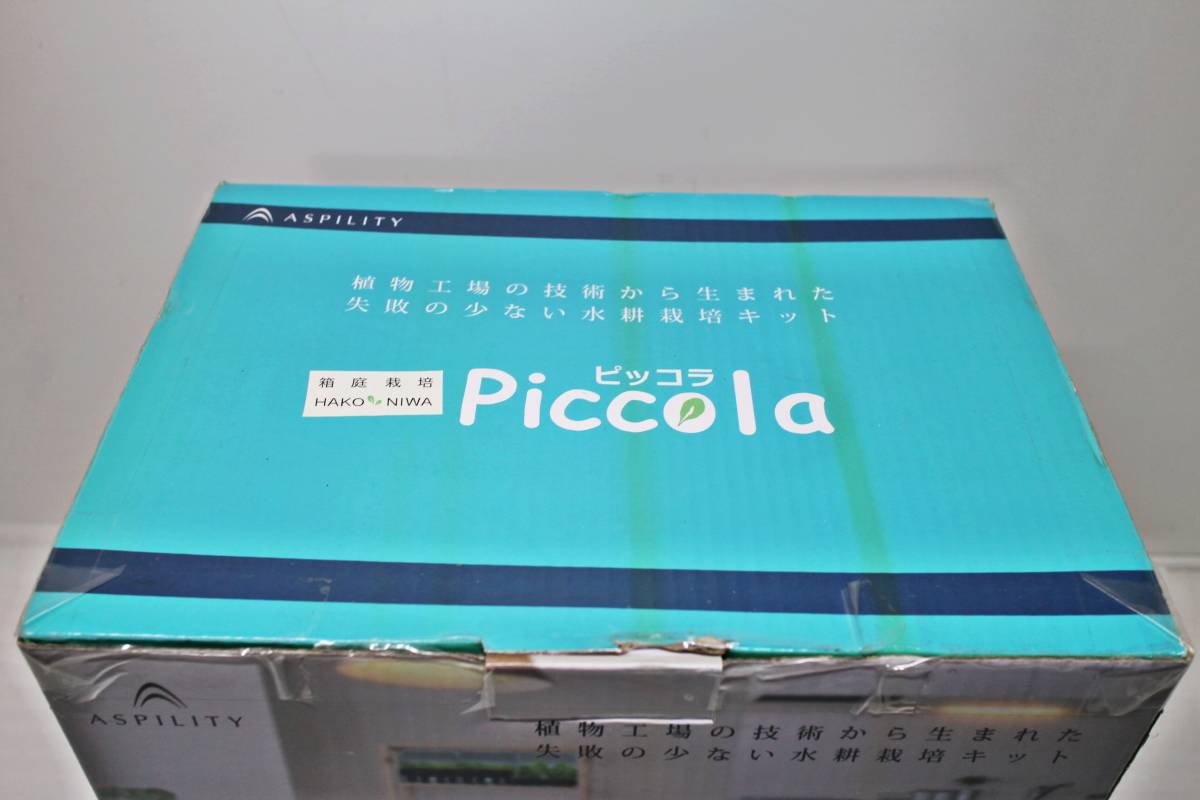 ASPILITY
植物工場の技術から生まれた
失敗の少ない水耕栽培キット
箱庭栽培
HAKO NIWA
ピッコラ
Piccola
ASPILITY
植物工場の技術から生まれた
失敗の少ない水耕栽培キット